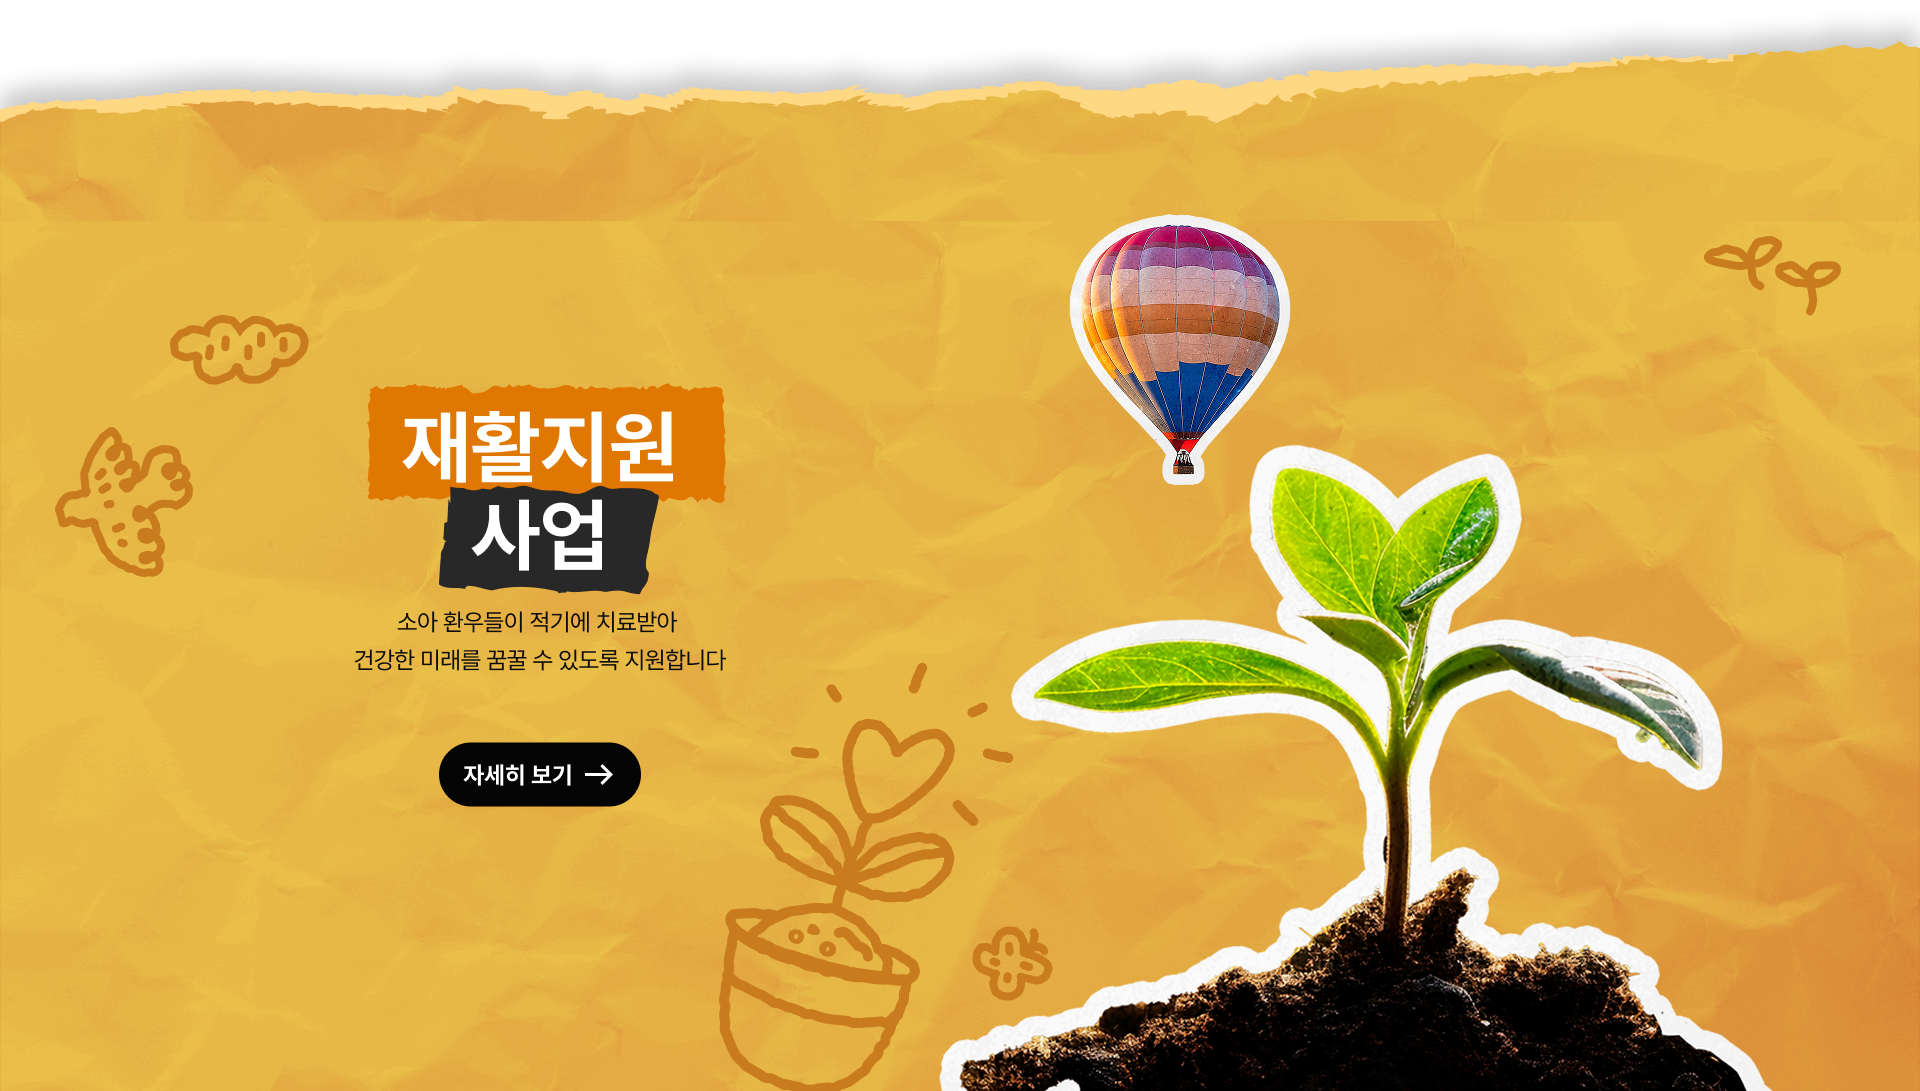 재활지원
사업
소아 환우들이 적기에 치료받아
건강한 미래를 꿈꿀 수 있도록 지원합니다
자세히 보기